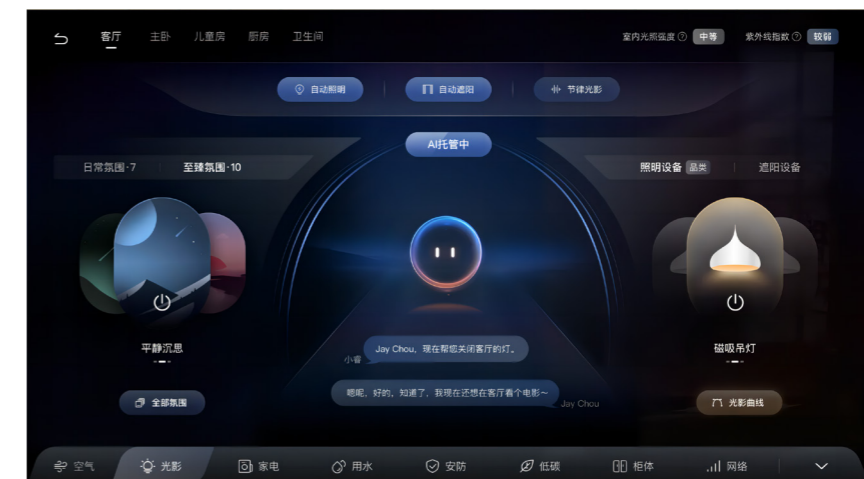 客厅 主卧 儿童房 厨房 卫生间 室内光照强度 中等 紫外线指数 较弱
自动照明 自动遮阳 节律光影
AI托管中
日常氛围·7 至臻氛围·10 照明设备 品类 遮阳设备
平静沉思 磁吸吊灯
Jay Chou，现在帮您关闭客厅的灯。
小睿
嗯呢，好的，知道了，我现在还想在客厅看个电影～
Jay Chou
全部氛围 光影曲线
空气 光影 家电 用水 安防 低碳 柜体 网络